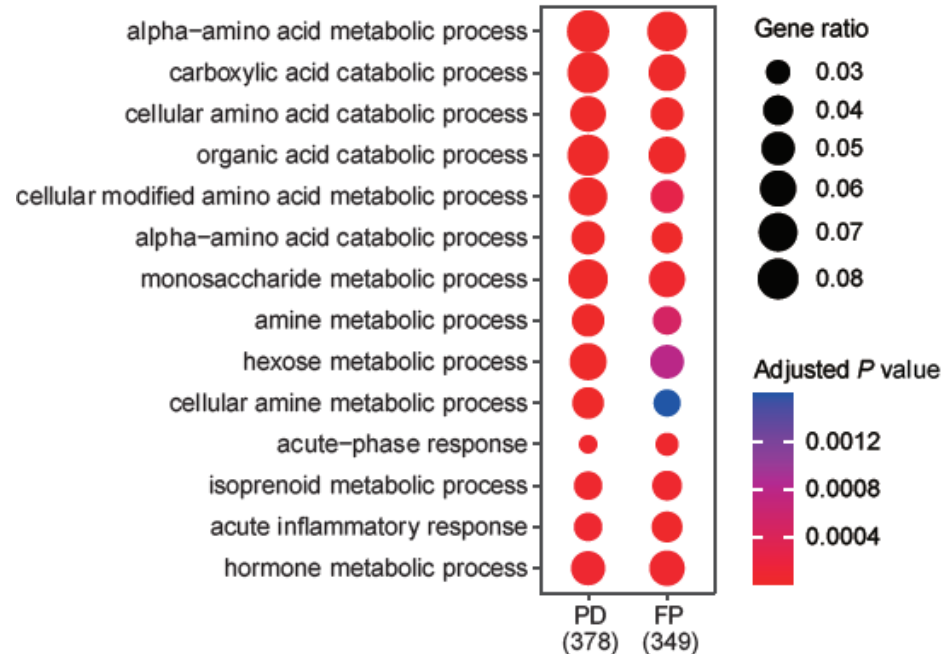 alpha−amino acid metabolic process
carboxylic acid catabolic process
cellular amino acid catabolic process
organic acid catabolic process
cellular modified amino acid metabolic process
alpha−amino acid catabolic process
monosaccharide metabolic process
amine metabolic process
hexose metabolic process
cellular amine metabolic process
acute−phase response
isoprenoid metabolic process
acute inflammatory response
hormone metabolic process
PD
(378)
FP
(349)
Gene ratio
0.03
0.04
0.05
0.06
0.07
0.08
Adjusted P value
0.0012
0.0008
0.0004